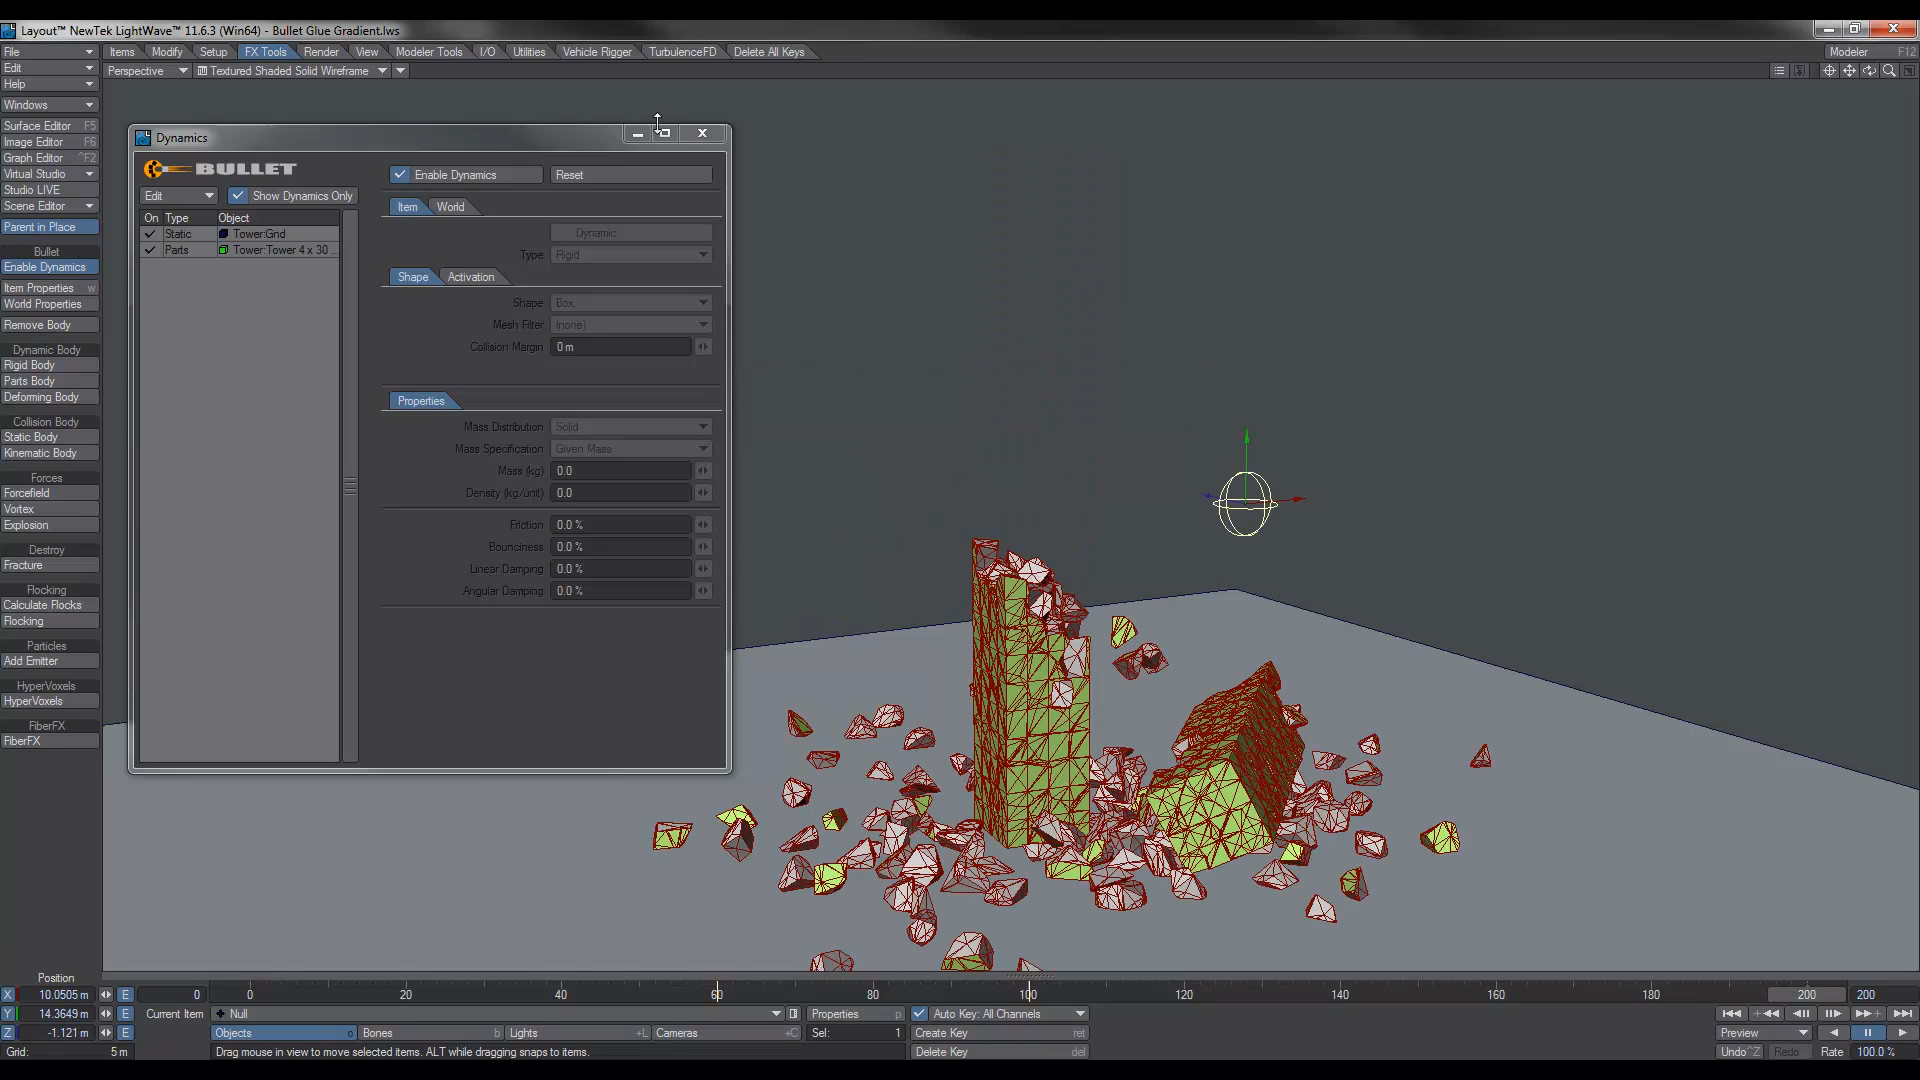 Layout™ NewTek LightWave™ 11.6.3 (Win64) - Bullet Glue Gradient.lws
File
Items
Modify
Setup
FX Tools
Render
View
Modeler Tools
I/O
Utilities
Vehicle Rigger
TurbulenceFD
Delete All Keys
Modeler F12
Edit
Perspective
Textured Shaded Solid Wireframe
Help
Windows
Surface Editor F5
Image Editor F6
Graph Editor ^F2
Virtual Studio
Studio LIVE
Scene Editor
Parent in Place
Bullet
Enable Dynamics
Item Properties w
World Properties
Remove Body
Dynamic Body
Rigid Body
Parts Body
Deforming Body
Collision Body
Static Body
Kinematic Body
Forces
Forcefield
Vortex
Explosion
Destroy
Fracture
Flocking
Calculate Flocks
Flocking
Particles
Add Emitter
HyperVoxels
HyperVoxels
FiberFX
FiberFX
Dynamics
BULLET
Edit
Show Dynamics Only
On Type Object
Static Tower:Gnd
Parts Tower:Tower 4 x 30 ...
Enable Dynamics
Reset
Item
World
Dynamic
Type Rigid
Shape
Activation
Shape Box
Mesh Filter (none)
Collision Margin 0 m
Properties
Mass Distribution Solid
Mass Specification Given Mass
Mass (kg) 0.0
Density (kg/unit) 0.0
Friction 0.0 %
Bounciness 0.0 %
Linear Damping 0.0 %
Angular Damping 0.0 %
Position
X 10.0505 m E 0
0 20 40 60 80 100 120 140 160 180 200 200
Y 14.3649 m E Current Item Null
Properties p
Auto Key: All Channels
Z -1.121 m E
Objects o
Bones b
Lights +L
Cameras +C
Sel: 1
Create Key ret
Preview
Grid: 5 m
Drag mouse in view to move selected items. ALT while dragging snaps to items.
Delete Key del
Undo ^Z
Redo
Rate 100.0 %